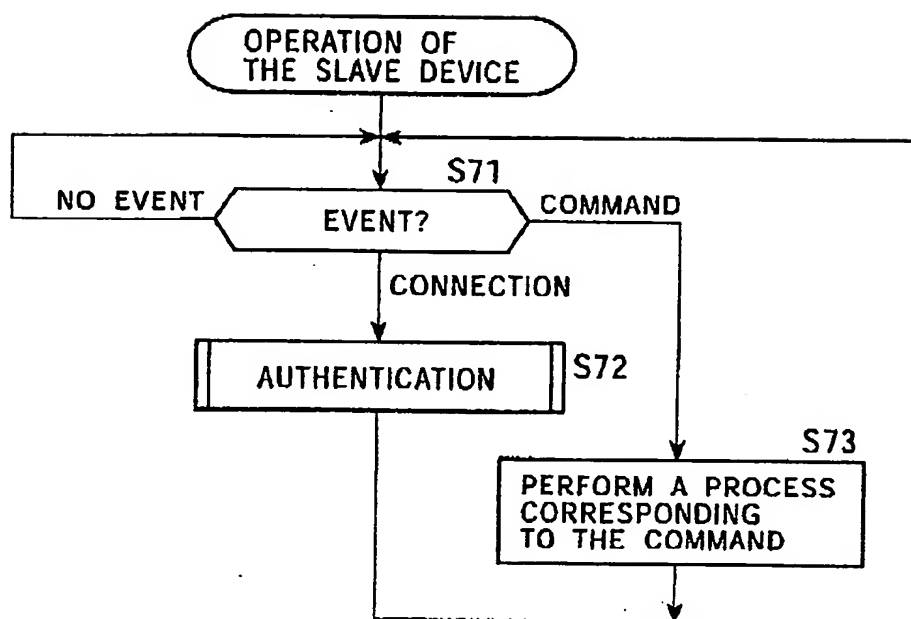 OPERATION OF
THE SLAVE DEVICE
S71
NO EVENT
EVENT?
COMMAND
CONNECTION
AUTHENTICATION
S72
S73
PERFORM A PROCESS
CORRESPONDING
TO THE COMMAND